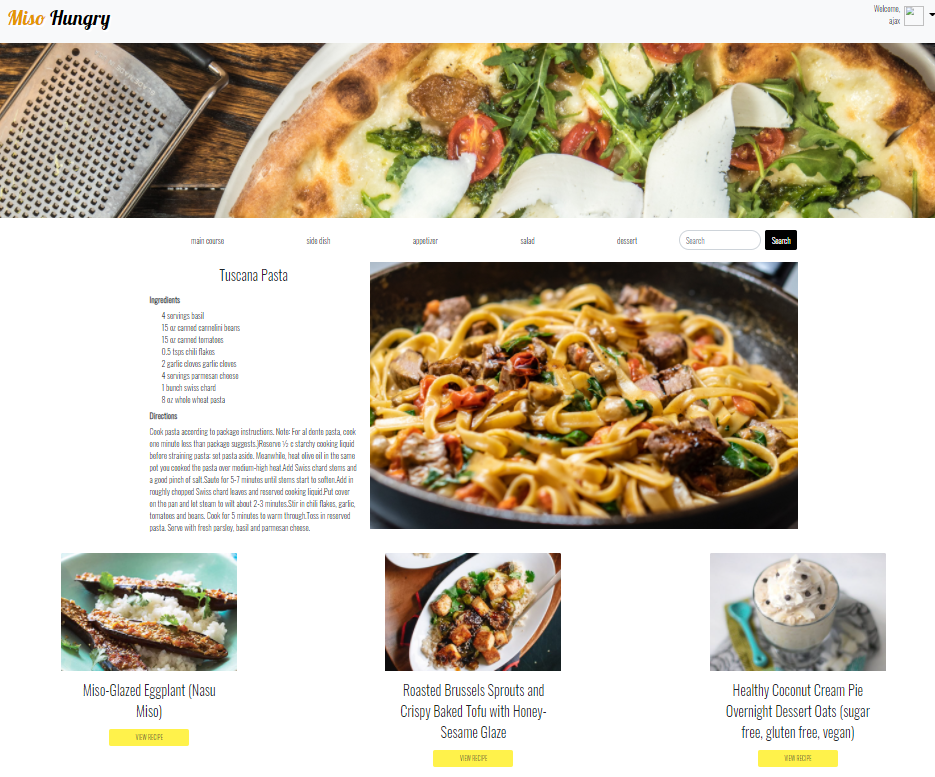 Miso Hungry
Welcome,
ajax
main course
side dish
appetizer
salad
dessert
Search
Search
Tuscana Pasta
Ingredients
4 servings basil
15 oz canned cannelini beans
15 oz canned tomatoes
0.5 tsps chili flakes
2 garlic cloves garlic cloves
4 servings parmesan cheese
1 bunch swiss chard
8 oz whole wheat pasta
Directions
Cook pasta according to package instructions. Note: For al dente pasta, cook
one minute less than package suggests.)Reserve ½ c starchy cooking liquid
before straining pasta; set pasta aside. Meanwhile, heat olive oil in the same
pot you cooked the pasta over medium-high heat.Add Swiss chard stems and
a good pinch of salt.Saute for 5-7 minutes until stems start to soften.Add in
roughly chopped Swiss chard leaves and reserved cooking liquid.Put cover
on the pan and let steam to wilt about 2-3 minutes.Stir in chili flakes, garlic,
tomatoes and beans. Cook for 5 minutes to warm through.Toss in reserved
pasta. Serve with fresh parsley, basil and parmesan cheese.
Miso-Glazed Eggplant (Nasu
Miso)
VIEW RECIPE
Roasted Brussels Sprouts and
Crispy Baked Tofu with Honey-
Sesame Glaze
VIEW RECIPE
Healthy Coconut Cream Pie
Overnight Dessert Oats (sugar
free, gluten free, vegan)
VIEW RECIPE